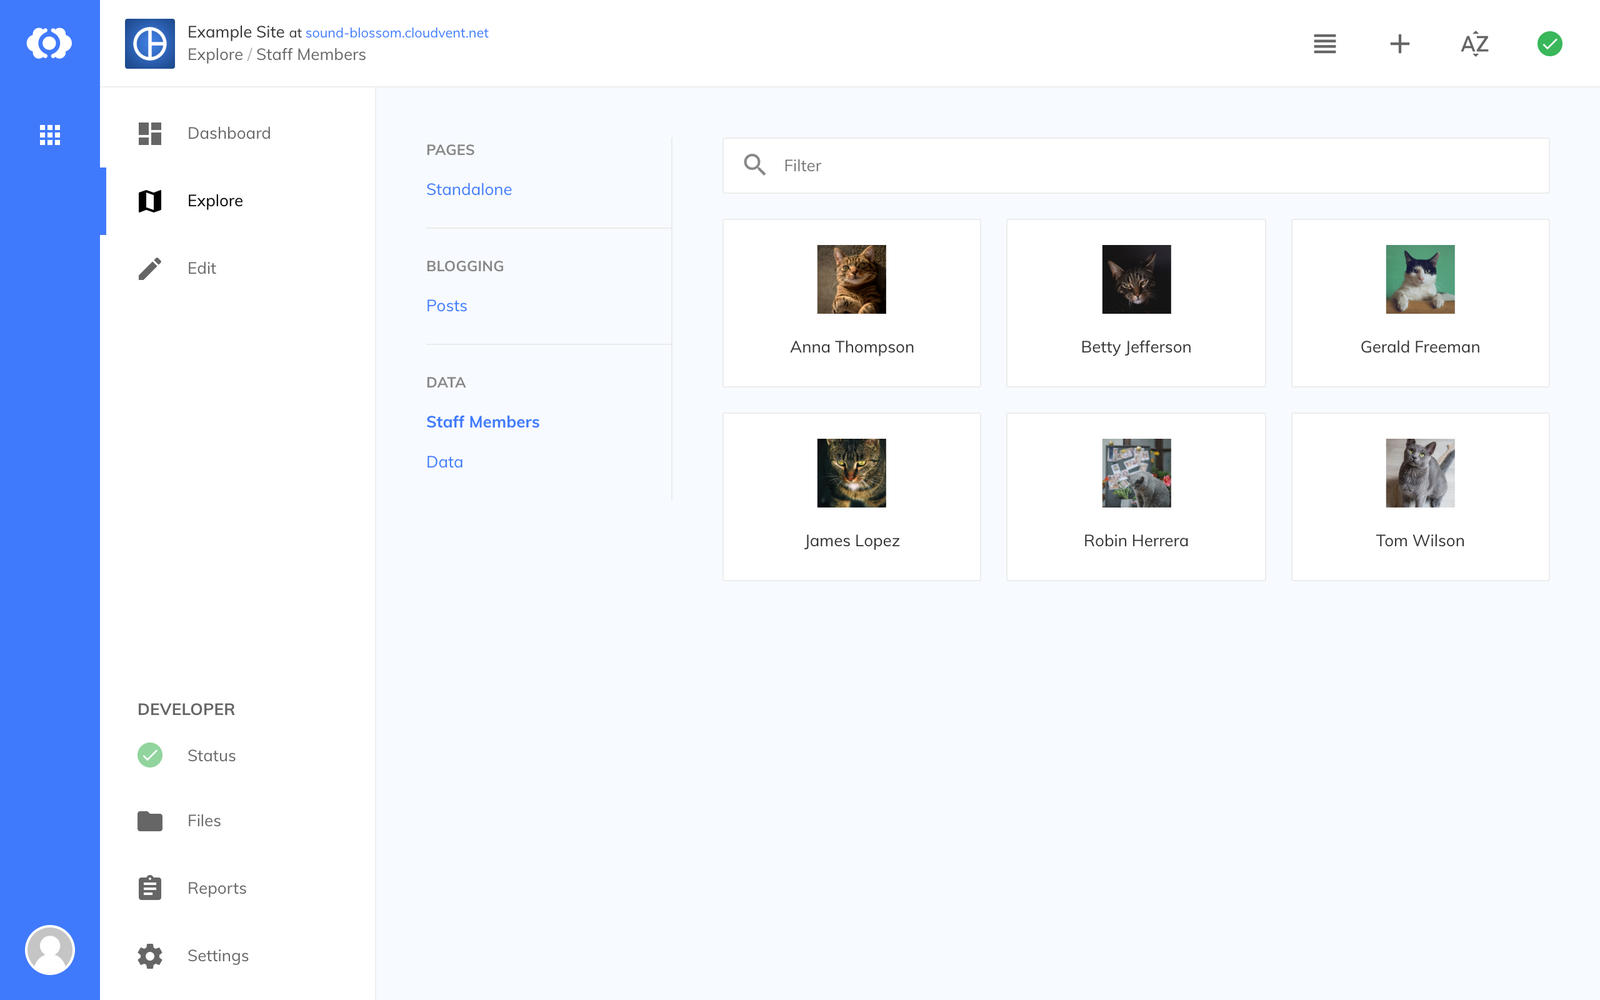 Example Site at sound-blossom.cloudvent.net
Explore / Staff Members
AZ
Dashboard
Explore
Edit
DEVELOPER
Status
Files
Reports
Settings
PAGES
Standalone
BLOGGING
Posts
DATA
Staff Members
Data
Filter
Anna Thompson
Betty Jefferson
Gerald Freeman
James Lopez
Robin Herrera
Tom Wilson